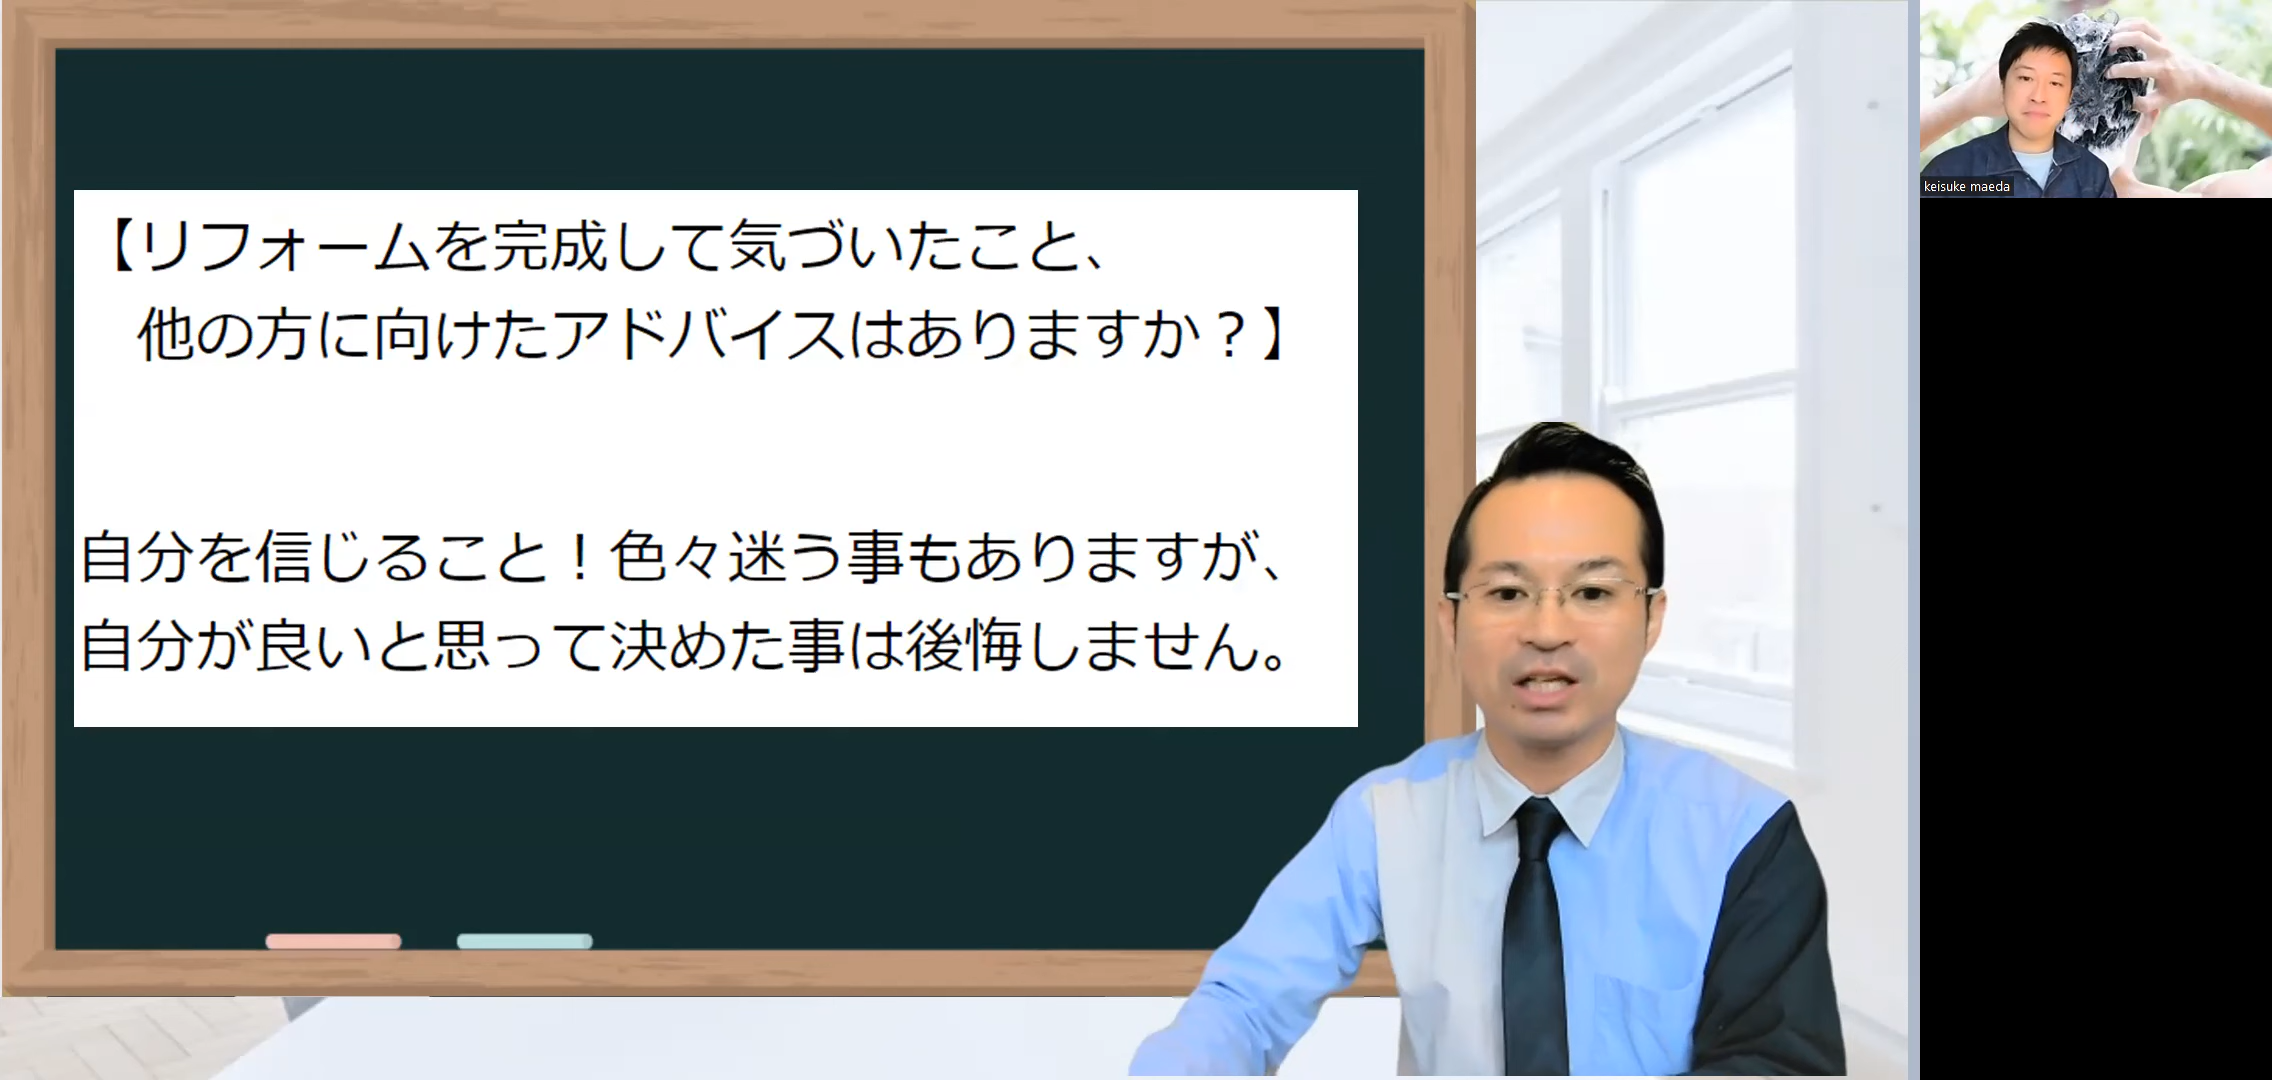 【リフォームを完成して気づいたこと、
他の方に向けたアドバイスはありますか？】
自分を信じること！色々迷う事もありますが、
自分が良いと思って決めた事は後悔しません。
keisuke maeda